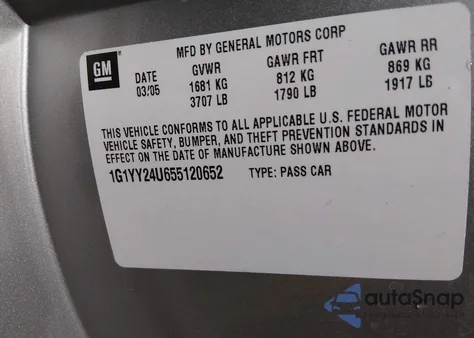 GM
MFD BY GENERAL MOTORS CORP
DATE GVWR GAWR FRT GAWR RR
03/05 1681 KG 812 KG 869 KG
3707 LB 1790 LB 1917 LB
THIS VEHICLE CONFORMS TO ALL APPLICABLE U.S. FEDERAL MOTOR
VEHICLE SAFETY, BUMPER, AND THEFT PREVENTION STANDARDS IN
EFFECT ON THE DATE OF MANUFACTURE SHOWN ABOVE.
1G1YY24U655120652 TYPE: PASS CAR
autoSnap